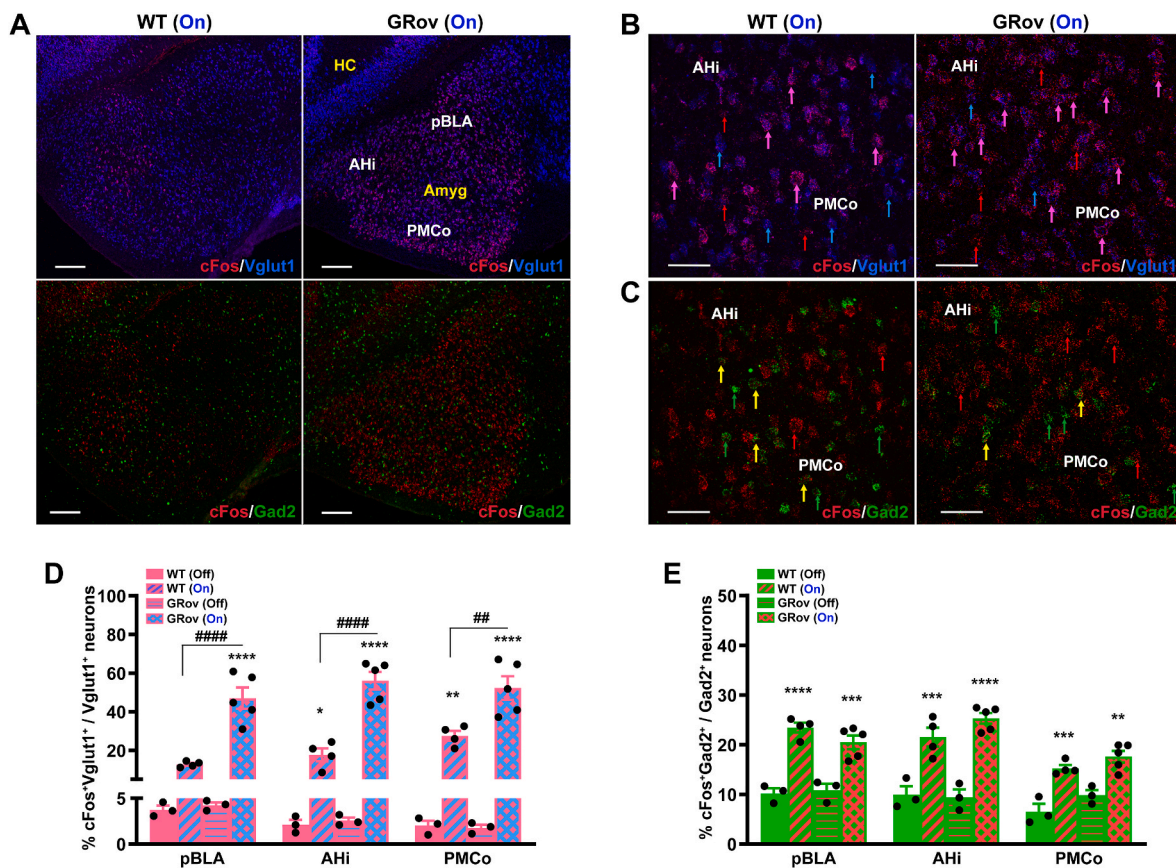 A
WT (On)
GRov (On)
HC
pBLA
AHi
Amyg
PMCo
cFos/Vglut1
cFos/Vglut1
cFos/Gad2
cFos/Gad2
B
WT (On)
GRov (On)
AHi
AHi
PMCo
PMCo
cFos/Vglut1
cFos/Vglut1
C
AHi
AHi
PMCo
PMCo
cFos/Gad2
cFos/Gad2
D
WT (Off)
WT (On)
GRov (Off)
GRov (On)
% cFos⁺Vglut1⁺ / Vglut1⁺ neurons
100
80
60
40
20
5
0
####
****
####
*
****
##
**
****
pBLA
AHi
PMCo
E
WT (Off)
WT (On)
GRov (Off)
GRov (On)
% cFos⁺Gad2⁺ / Gad2⁺ neurons
50
40
30
20
10
0
****
***
***
****
***
**
pBLA
AHi
PMCo